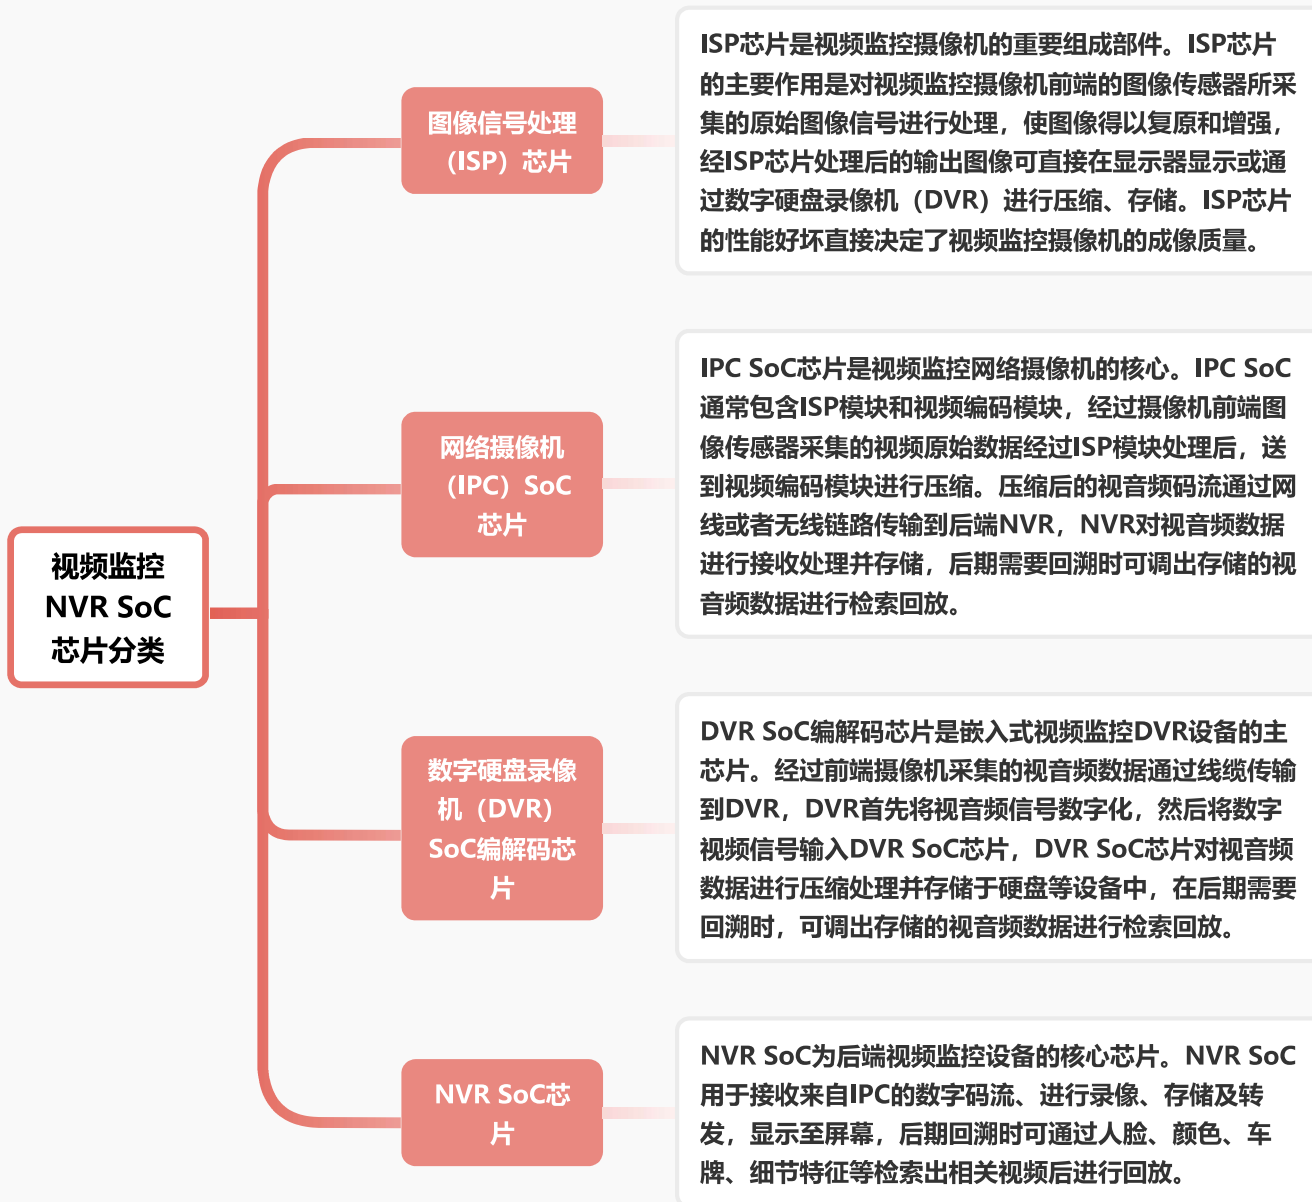 视频监控
NVR SoC
芯片分类
图像信号处理
（ISP）芯片
ISP芯片是视频监控摄像机的重要组成部件。ISP芯片
的主要作用是对视频监控摄像机前端的图像传感器所采
集的原始图像信号进行处理，使图像得以复原和增强，
经ISP芯片处理后的输出图像可直接在显示器显示或通
过数字硬盘录像机（DVR）进行压缩、存储。ISP芯片
的性能好坏直接决定了视频监控摄像机的成像质量。
网络摄像机
（IPC）SoC
芯片
IPC SoC芯片是视频监控网络摄像机的核心。IPC SoC
通常包含ISP模块和视频编码模块，经过摄像机前端图
像传感器采集的视频原始数据经过ISP模块处理后，送
到视频编码模块进行压缩。压缩后的视音频码流通过网
线或者无线链路传输到后端NVR，NVR对视音频数据
进行接收处理并存储，后期需要回溯时可调出存储的视
音频数据进行检索回放。
数字硬盘录像
机（DVR）
SoC编解码芯
片
DVR SoC编解码芯片是嵌入式视频监控DVR设备的主
芯片。经过前端摄像机采集的视音频数据通过线缆传输
到DVR，DVR首先将视音频信号数字化，然后将数字
视频信号输入DVR SoC芯片，DVR SoC芯片对视音频
数据进行压缩处理并存储于硬盘等设备中，在后期需要
回溯时，可调出存储的视音频数据进行检索回放。
NVR SoC芯
片
NVR SoC为后端视频监控设备的核心芯片。NVR SoC
用于接收来自IPC的数字码流、进行录像、存储及转
发，显示至屏幕，后期回溯时可通过人脸、颜色、车
牌、细节特征等检索出相关视频后进行回放。